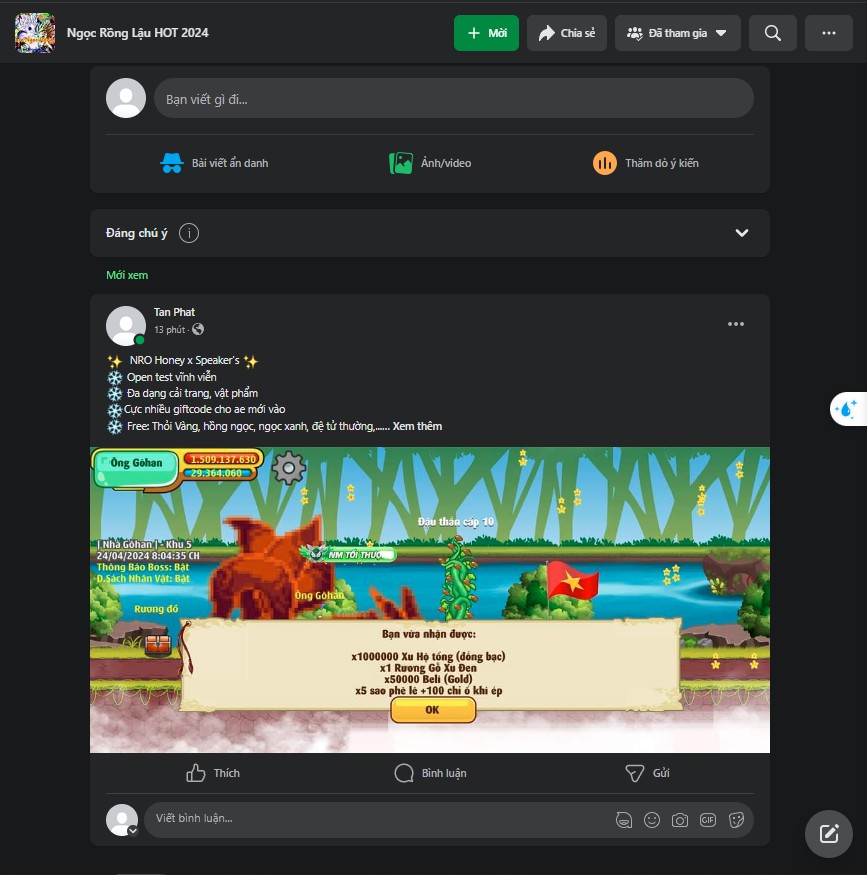 Ngọc Rồng Lậu HOT 2024
Mời
Chia sẻ
Đã tham gia
Bạn viết gì đi...
Bài viết ẩn danh
Ảnh/video
Thăm dò ý kiến
Đáng chú ý
Mới xem
Tan Phat
13 phút ·
✨ NRO Honey x Speaker's ✨
❄️ Open test vĩnh viễn
❄️ Đa dạng cải trang, vật phẩm
❄️Cực nhiều giftcode cho ae mới vào
❄️ Free: Thỏi Vàng, hồng ngọc, ngọc xanh, đệ tử thường,...... Xem thêm
Ông Gôhan
1.509.137.630
29.364.060
Đậu thần cấp 10
[ Nhà Gôhan ] - Khu 5
24/04/2024 8:04:35 CH
Thông Báo Boss: Bật
D.Sách Nhân Vật: Bật
NM TỐI THƯỢNG
Ông Gôhan
Rương đồ
Bạn vừa nhận được:
x1000000 Xu Hộ tống (đồng bạc)
x1 Rương Gỗ Xu Đen
x50000 Beli (Gold)
x5 sao phê lê +100 chỉ ố khi ép
OK
Thích
Bình luận
Gửi
Viết bình luận...
GIF